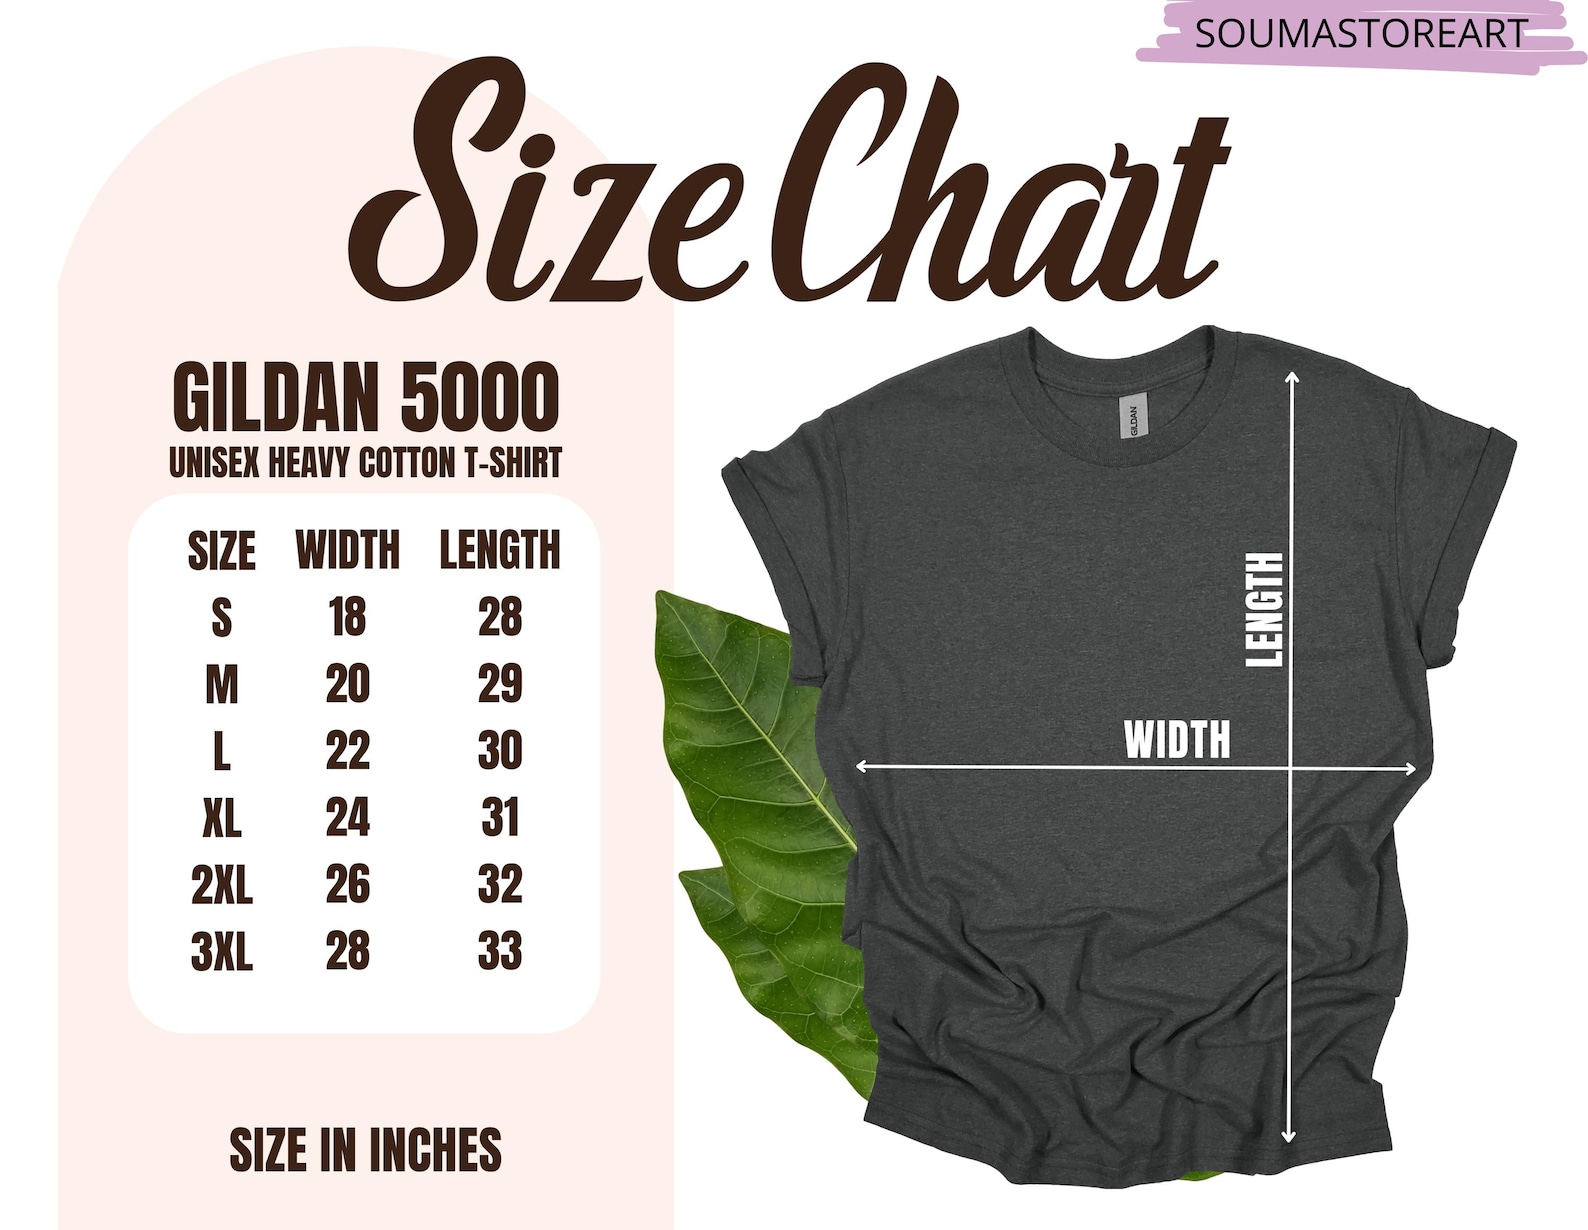 SOUMASTOREART
Size Chart
GILDAN 5000
UNISEX HEAVY COTTON T-SHIRT
SIZE WIDTH LENGTH
S 18 28
M 20 29
L 22 30
XL 24 31
2XL 26 32
3XL 28 33
SIZE IN INCHES
GILDAN
LENGTH
WIDTH